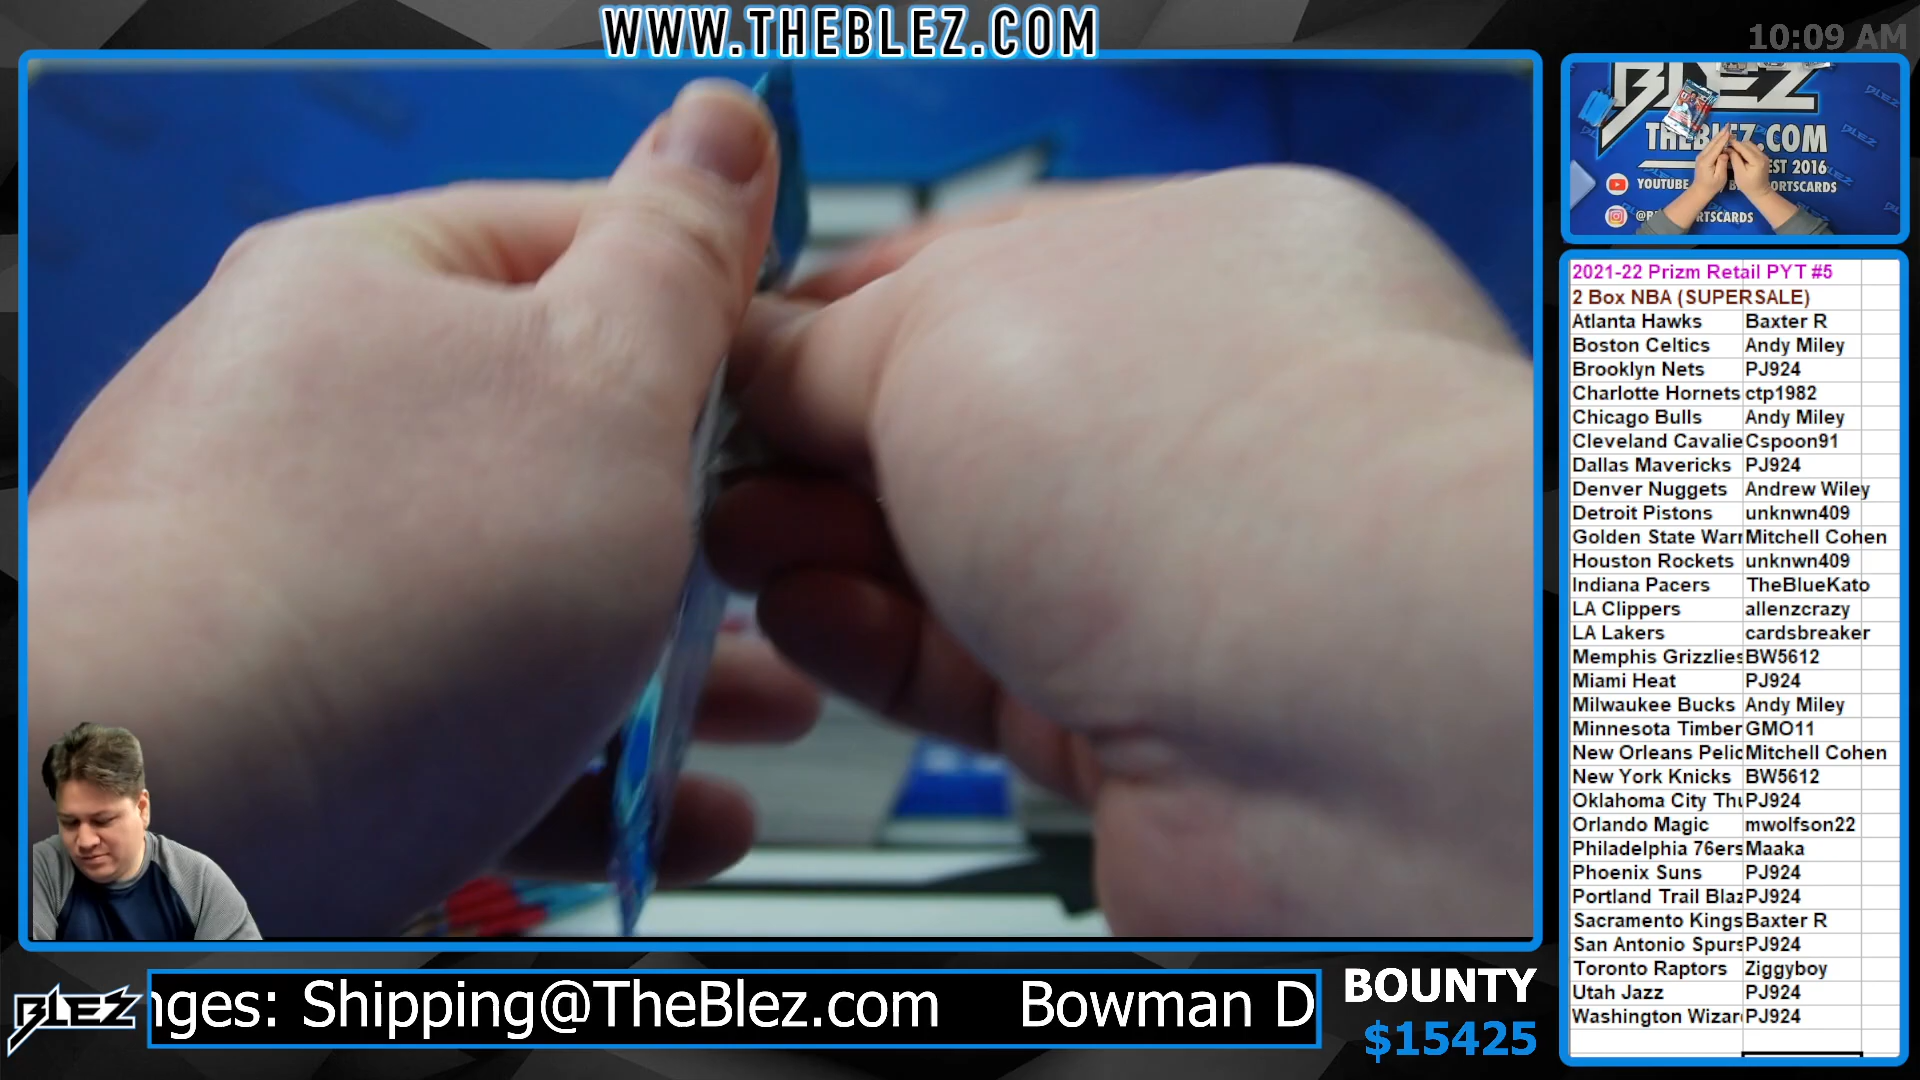 WWW.THEBLEZ.COM
10:09 AM
BLEZ
THEBLEZ.COM
EST 2016
YOUTUBE
2021-22 Prizm Retail PYT #5
2 Box NBA (SUPERSALE)
Atlanta Hawks Baxter R
Boston Celtics Andy Miley
Brooklyn Nets PJ924
Charlotte Hornets ctp1982
Chicago Bulls Andy Miley
Cleveland Cavalie Cspoon91
Dallas Mavericks PJ924
Denver Nuggets Andrew Wiley
Detroit Pistons unknwn409
Golden State Warr Mitchell Cohen
Houston Rockets unknwn409
Indiana Pacers TheBlueKato
LA Clippers allenzcrazy
LA Lakers cardsbreaker
Memphis Grizzlies BW5612
Miami Heat PJ924
Milwaukee Bucks Andy Miley
Minnesota Timber GMO11
New Orleans Pelic Mitchell Cohen
New York Knicks BW5612
Oklahoma City Thu PJ924
Orlando Magic mwolfson22
Philadelphia 76ers Maaka
Phoenix Suns PJ924
Portland Trail Blaz PJ924
Sacramento Kings Baxter R
San Antonio Spurs PJ924
Toronto Raptors Ziggyboy
Utah Jazz PJ924
Washington Wizar PJ924
BLEZ
nges: Shipping@TheBlez.com Bowman D
BOUNTY
$15425